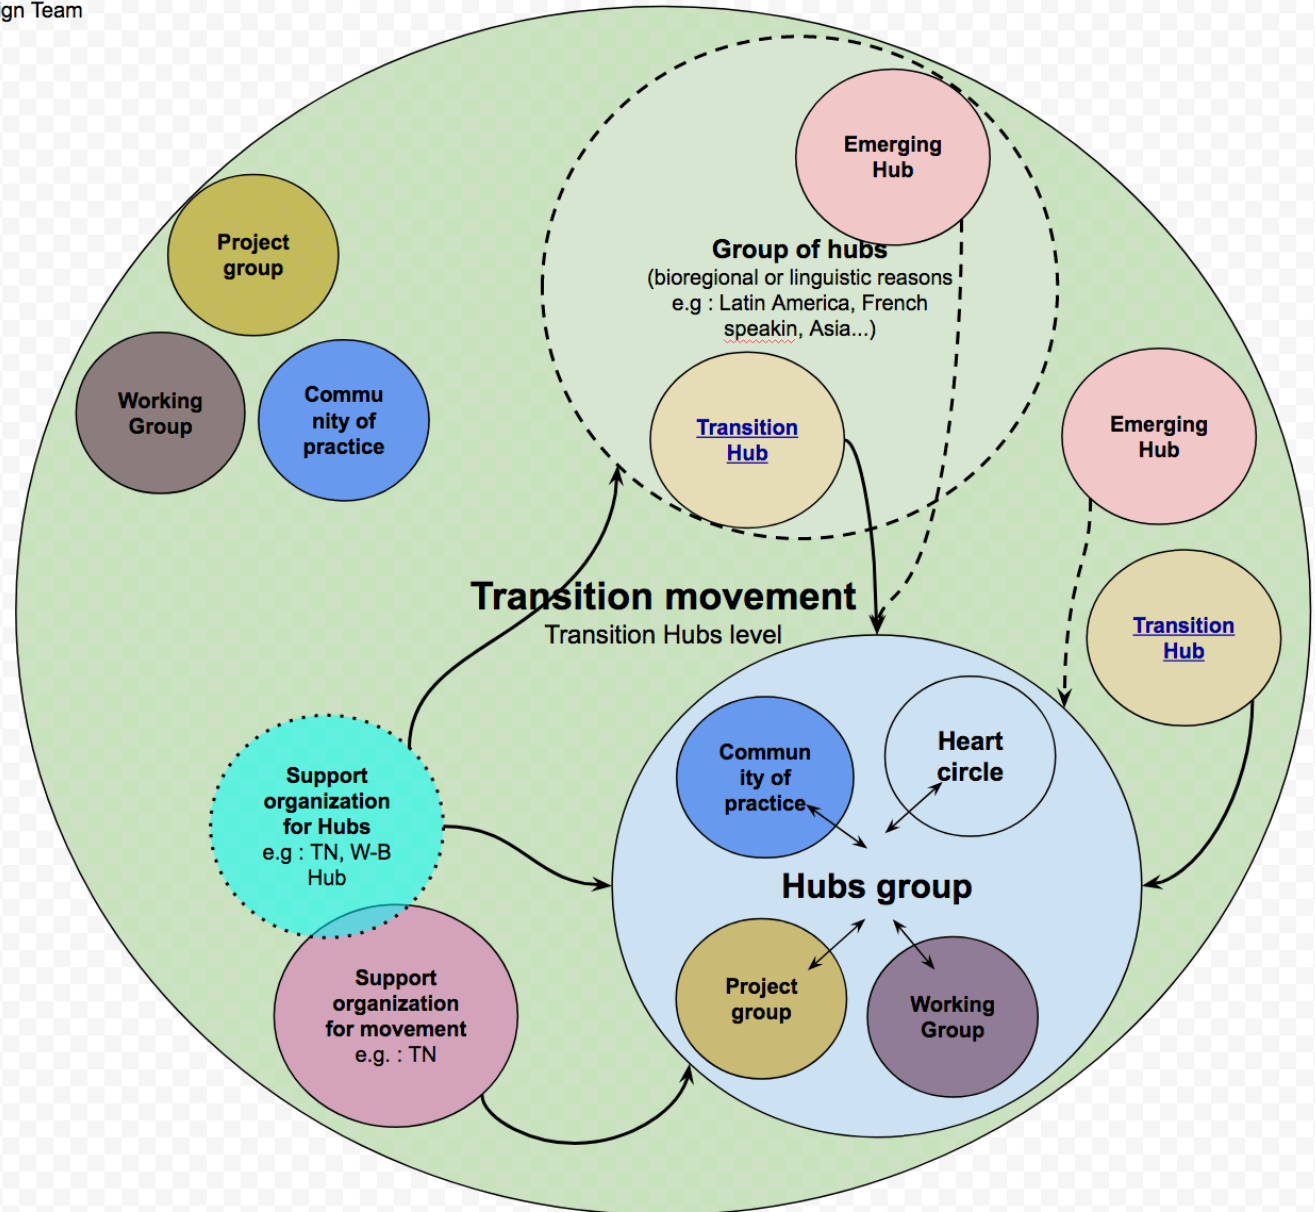 gn Team
Emerging
Hub
Project
group
Group of hubs
(bioregional or linguistic reasons
e.g : Latin America, French
speakin, Asia...)
Working
Group
Commu
nity of
practice
Transition
Hub
Emerging
Hub
Transition movement
Transition Hubs level
Transition
Hub
Support
organization
for Hubs
e.g : TN, W-B
Hub
Commun
ity of
practice
Heart
circle
Hubs group
Support
organization
for movement
e.g. : TN
Project
group
Working
Group